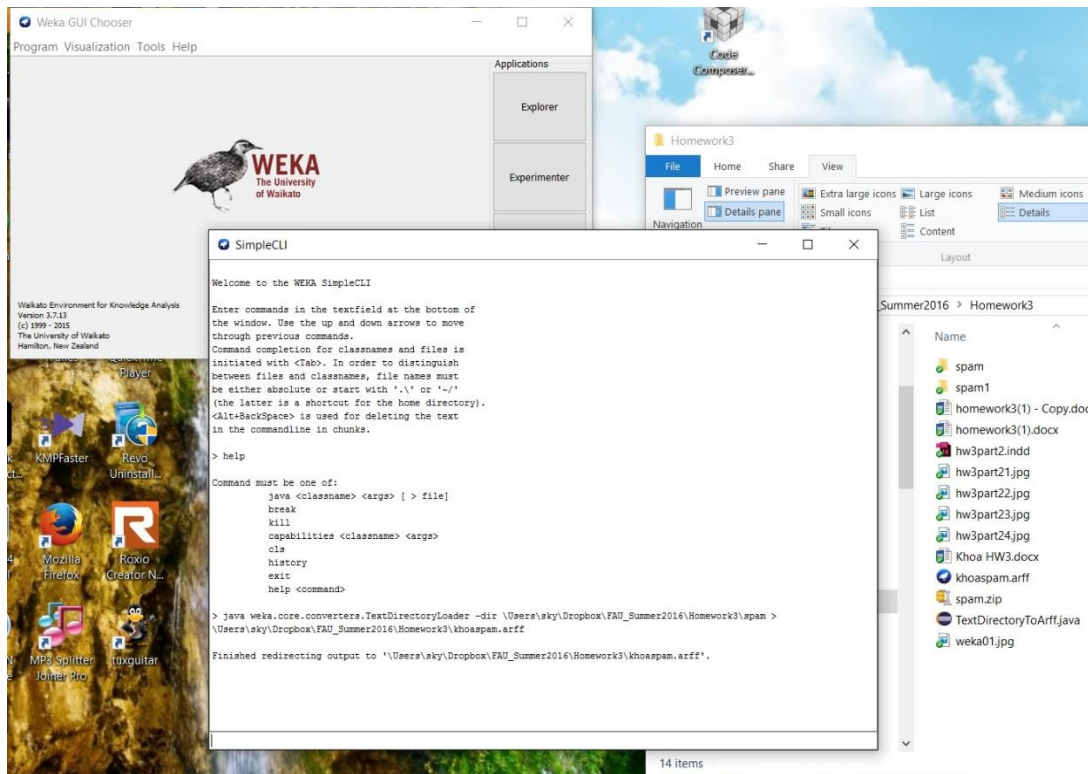 Weka GUI Chooser
Program Visualization Tools Help
Applications
Explorer
Experimenter
WEKA
The University
of Waikato
Waikato Environment for Knowledge Analysis
Version 3.7.13
(c) 1999 - 2015
The University of Waikato
Hamilton, New Zealand
Code
Composer...
Player
KMPFaster
Revo
Uninstall...
Mozilla
Firefox
Roxio
Creator N...
MP3 Splitter
Joiner Pro
tuxguitar
SimpleCLI
Welcome to the WEKA SimpleCLI
Enter commands in the textfield at the bottom of
the window. Use the up and down arrows to move
through previous commands.
Command completion for classnames and files is
initiated with <Tab>. In order to distinguish
between files and classnames, file names must
be either absolute or start with '.\' or '~/'
(the latter is a shortcut for the home directory).
<Alt+BackSpace> is used for deleting the text
in the commandline in chunks.
> help
Command must be one of:
java <classname> <args> [ > file]
break
kill
capabilities <classname> <args>
cls
history
exit
help <command>
> java weka.core.converters.TextDirectoryLoader -dir \Users\sky\Dropbox\FAU_Summer2016\Homework3\spam >
\Users\sky\Dropbox\FAU_Summer2016\Homework3\khoaspam.arff
Finished redirecting output to '\Users\sky\Dropbox\FAU_Summer2016\Homework3\khoaspam.arff'.
Homework3
File Home Share View
Preview pane
Details pane
Navigation
Extra large icons Large icons Medium icons
Small icons List Details
Content
Layout
_Summer2016 > Homework3
Name
spam
spam1
homework3(1) - Copy.doc
homework3(1).docx
hw3part2.indd
hw3part21.jpg
hw3part22.jpg
hw3part23.jpg
hw3part24.jpg
Khoa HW3.docx
khoaspam.arff
spam.zip
TextDirectoryToArff.java
weka01.jpg
14 items